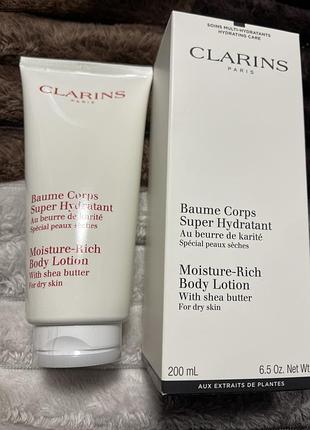 CLARINS
PARIS
Baume Corps
Super Hydratant
Au beurre de karité
Spécial peaux sèches
Moisture-Rich
Body Lotion
With shea butter
For dry skin
SOINS MULTI-HYDRATANTS
HYDRATING CARE
CLARINS
PARIS
Baume Corps
Super Hydratant
Au beurre de karité
Spécial peaux sèches
Moisture-Rich
Body Lotion
With shea butter
For dry skin
200 mL 6.5 Oz. Net Wt
AUX EXTRAITS DE PLANTES